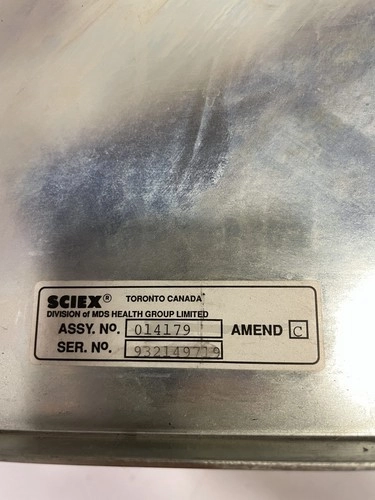 SCIEX® TORONTO CANADA
DIVISION of MDS HEALTH GROUP LIMITED
ASSY. No. 014179 AMEND C
SER. No. 932149719